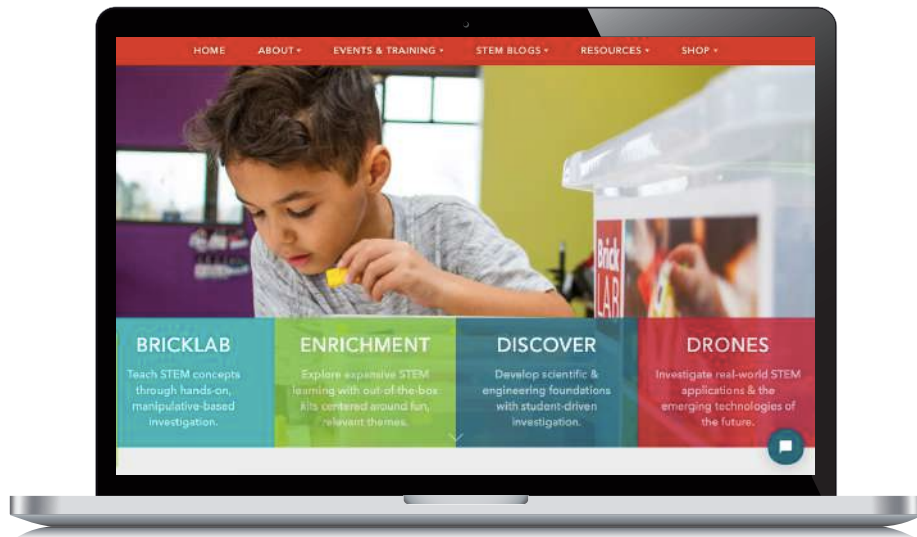 HOME ABOUT EVENTS & TRAINING STEM BLOGS RESOURCES SHOP
Brick
LAB
BRICKLAB
Teach STEM concepts
through hands-on,
manipulative-based
investigation.
ENRICHMENT
Explore expansive STEM
learning with out-of-the-box
kits centered around fun,
relevant themes.
DISCOVER
Develop scientific &
engineering foundations
with student-driven
investigation.
DRONES
Investigate real-world STEM
applications & the
emerging technologies of
the future.